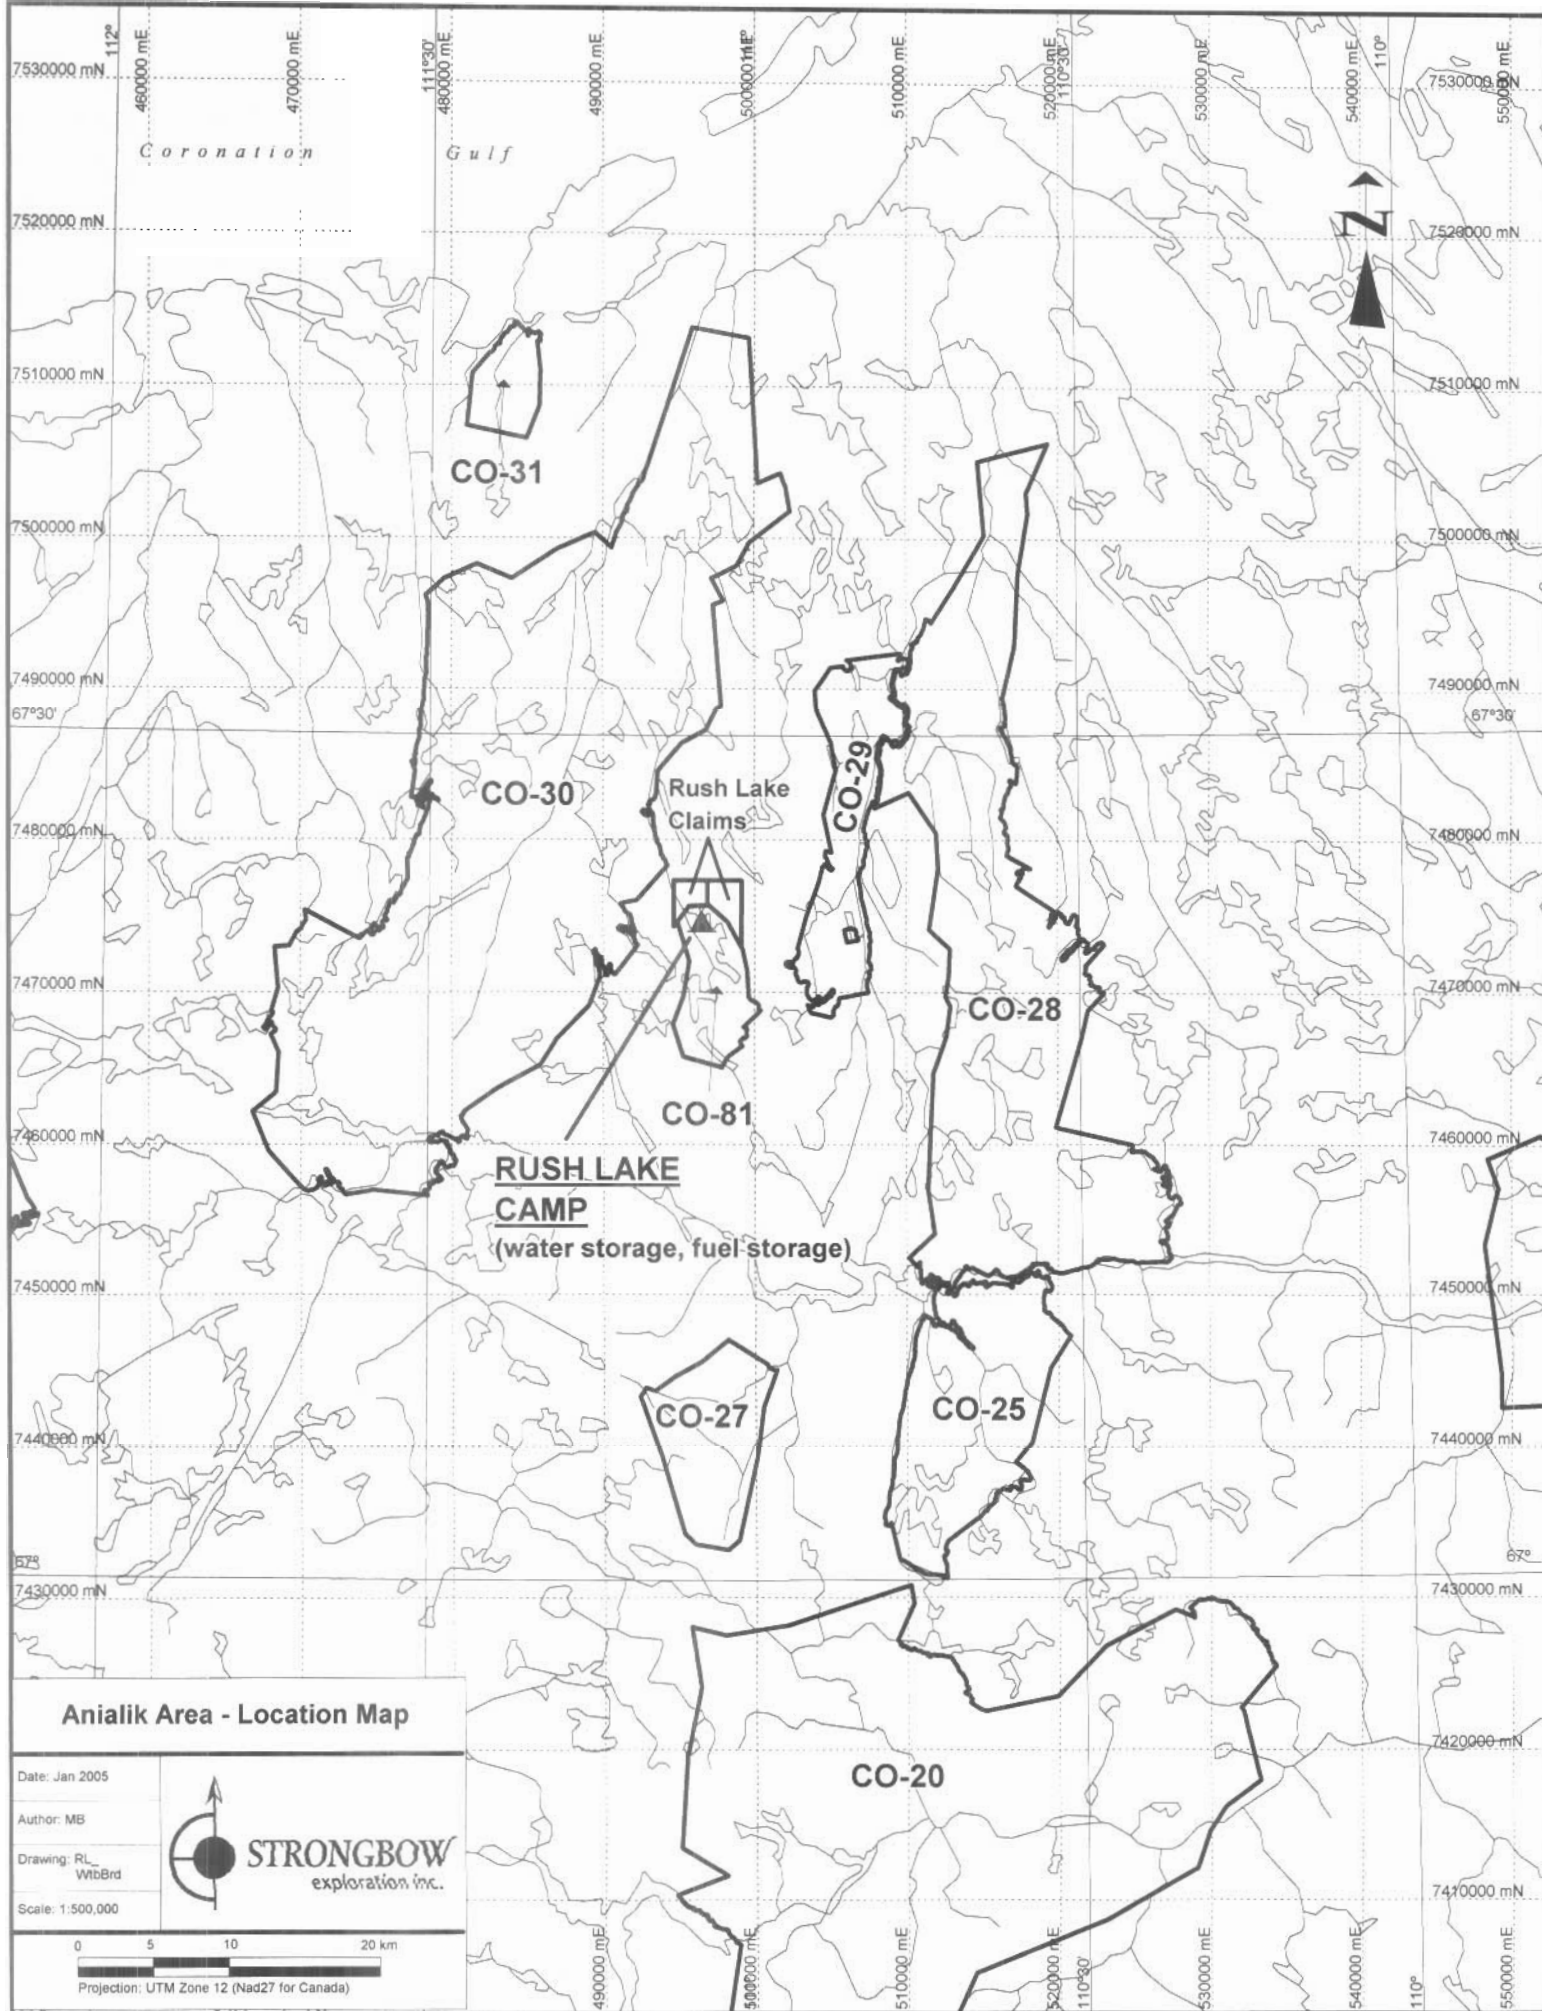 112°
460000 mE
470000 mE
111°30'
480000 mE
490000 mE
500000 mE
510000 mE
520000 mE
110°30'
530000 mE
540000 mE
110°
550000 mE
7530000 mN
7530000 mN
Coronation Gulf
N
7520000 mN
7520000 mN
7510000 mN
7510000 mN
CO-31
7500000 mN
7500000 mN
7490000 mN
7490000 mN
67°30'
67°30'
CO-29
CO-30
Rush Lake
Claims
7480000 mN
7480000 mN
7470000 mN
7470000 mN
CO-28
CO-81
7460000 mN
7460000 mN
RUSH LAKE
CAMP
(water storage, fuel storage)
7450000 mN
7450000 mN
CO-27
CO-25
7440000 mN
7440000 mN
67°
67°
7430000 mN
7430000 mN
Anialik Area - Location Map
7420000 mN
CO-20
Date: Jan 2005
Author: MB
Drawing: RL_
WtbBrd
Scale: 1:500,000
STRONGBOW
exploration inc.
7410000 mN
0 5 10 20 km
Projection: UTM Zone 12 (Nad27 for Canada)
490000 mE
500000 mE
510000 mE
520000 mE
110°30'
530000 mE
540000 mE
110°
550000 mE